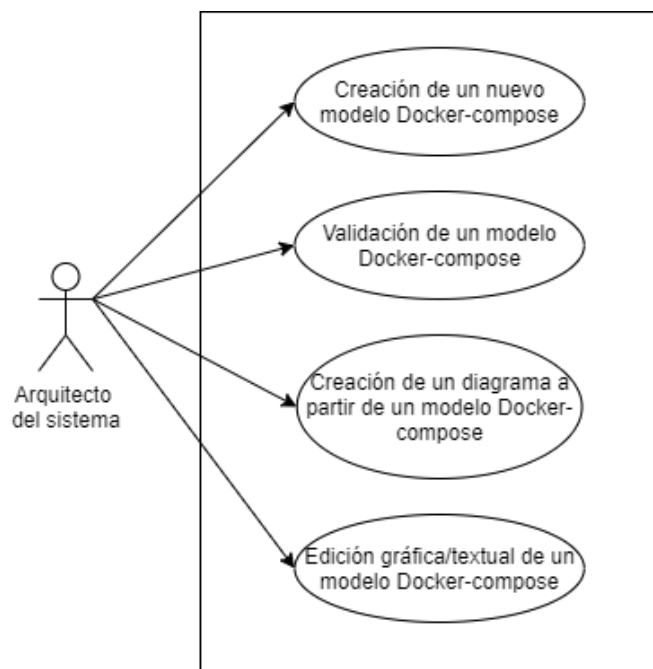 Creación de un nuevo
modelo Docker-compose
Validación de un modelo
Docker-compose
Arquitecto
del sistema
Creación de un diagrama a
partir de un modelo Docker-
compose
Edición gráfica/textual de un
modelo Docker-compose